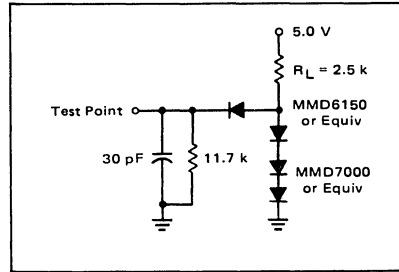 5.0 V
R_L = 2.5 k
Test Point
MMD6150
or Equiv
30 pF
11.7 k
MMD7000
or Equiv